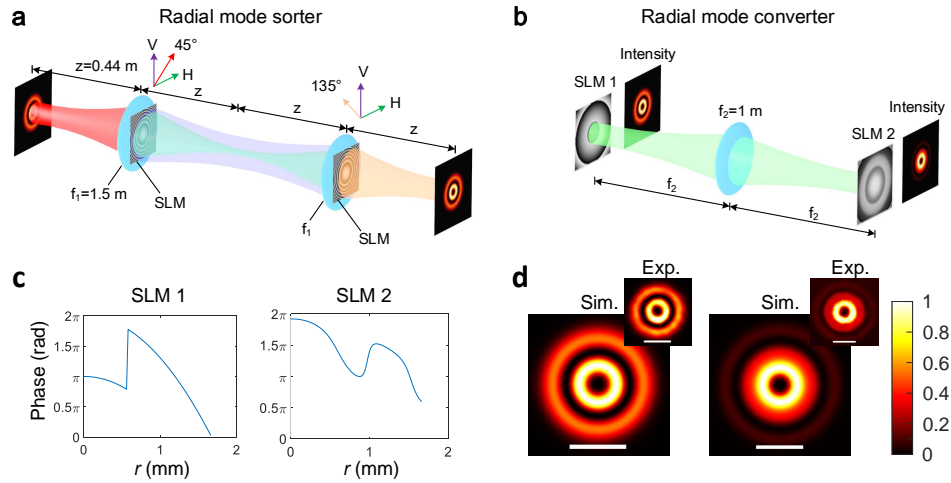 a
Radial mode sorter
z=0.44 m
V
45°
H
z
z
135°
V
H
z
f1=1.5 m
SLM
f1
SLM
b
Radial mode converter
SLM 1
Intensity
f2=1 m
SLM 2
Intensity
f2
f2
c
SLM 1
SLM 2
Phase (rad)
2π
1.5π
π
0.5π
0
0
1
2
r (mm)
2π
1.5π
π
0.5π
0
0
1
2
r (mm)
d
Sim.
Exp.
Sim.
Exp.
1
0.8
0.6
0.4
0.2
0